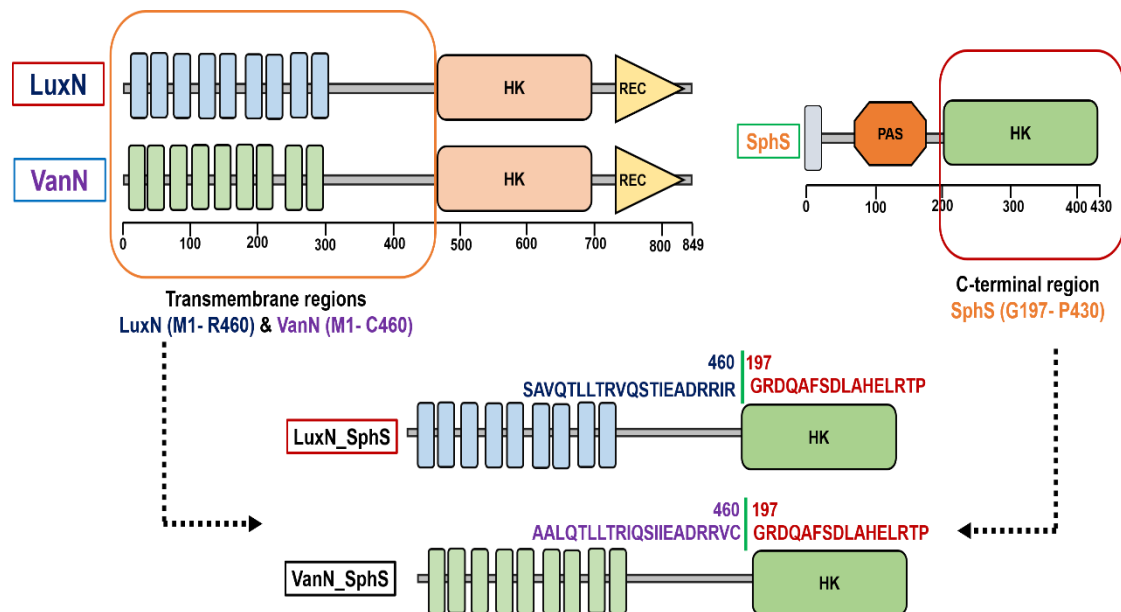 LuxN
HK
REC
VanN
HK
REC
0 100 200 300 400 500 600 700 800 849
SphS
PAS
HK
0 100 200 300 400 430
Transmembrane regions
LuxN (M1- R460) & VanN (M1- C460)
C-terminal region
SphS (G197- P430)
460 197
SAVQTLLTRVQSTIEADRRIR GRDQAFSDLAHELRTP
LuxN_SphS
HK
460 197
AALQTLLTRIQSIIEADRRVC GRDQAFSDLAHELRTP
VanN_SphS
HK